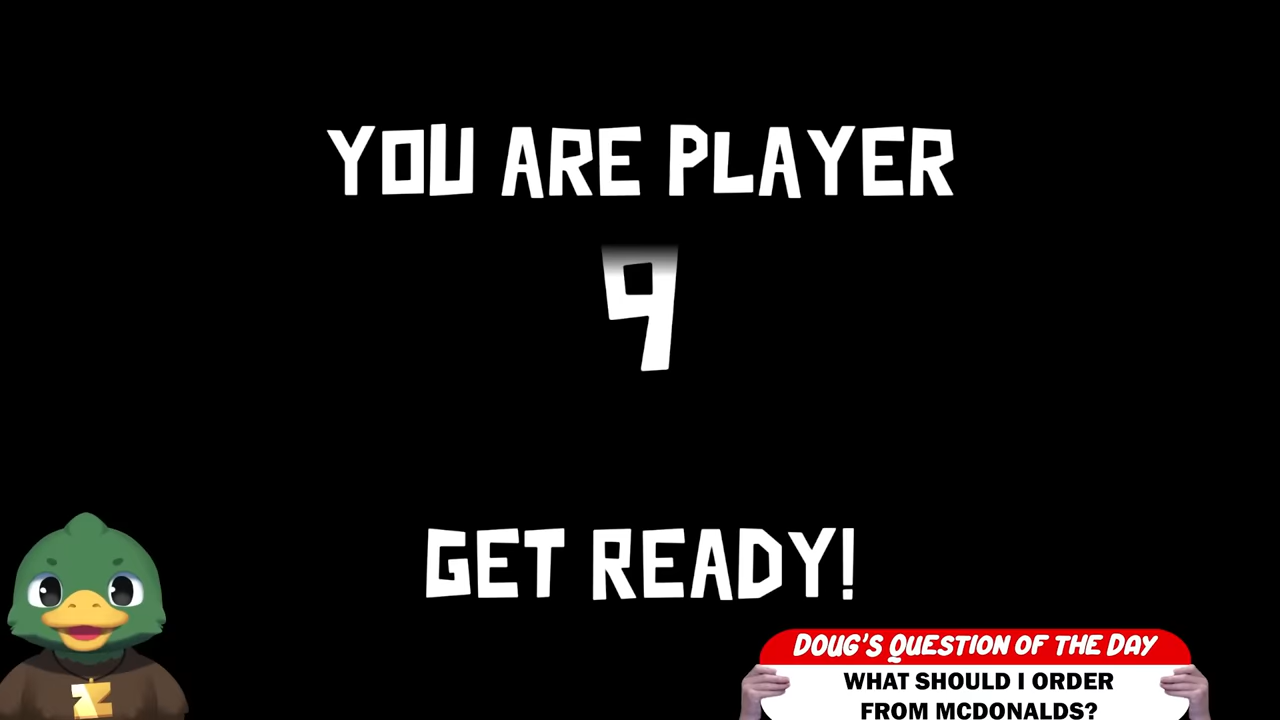 YOU ARE PLAYER
9
GET READY!
DOUG'S QUESTION OF THE DAY
WHAT SHOULD I ORDER
FROM MCDONALDS?